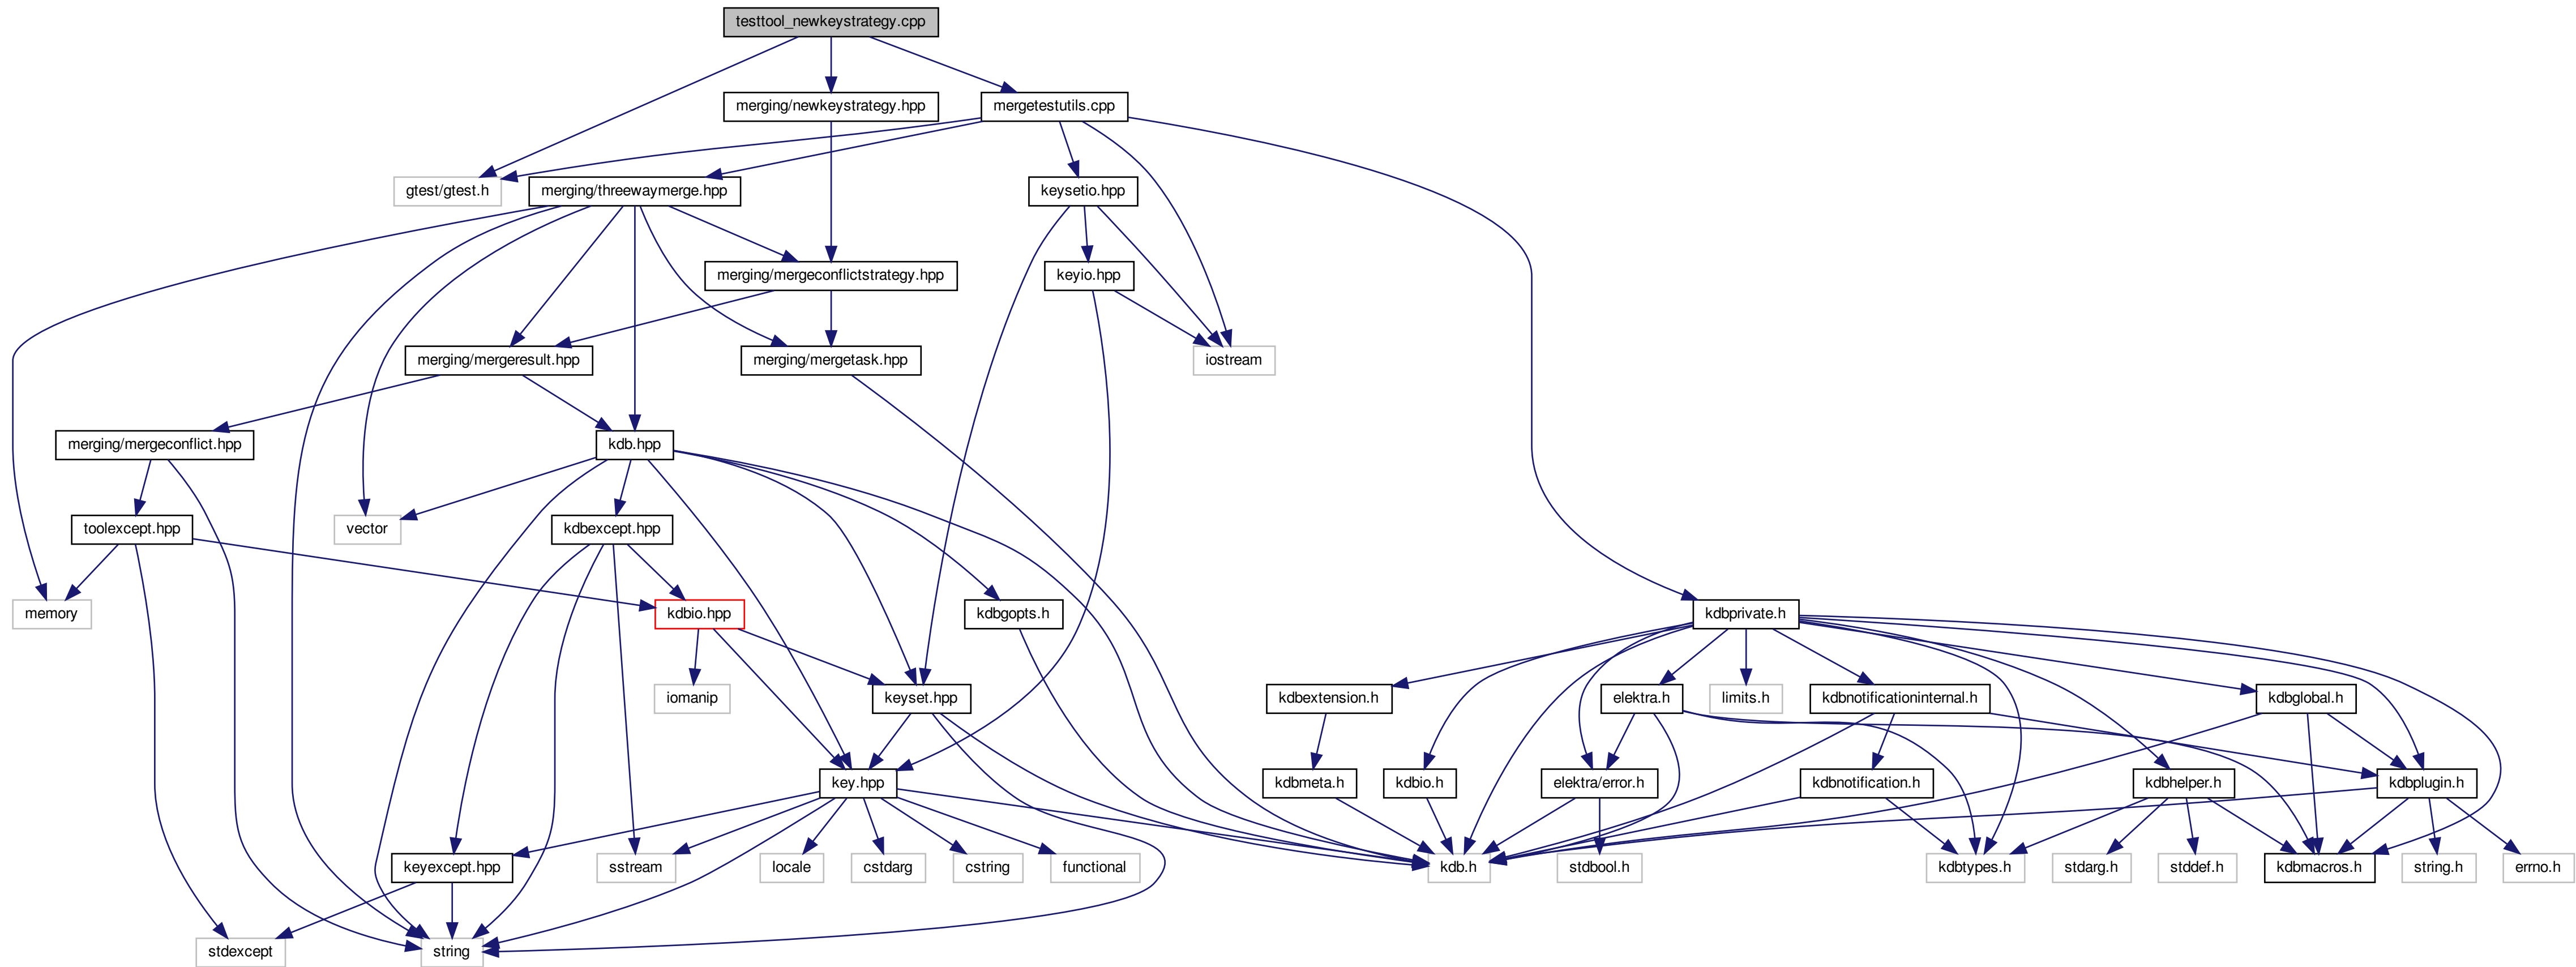 testtool_newkeystrategy.cpp
merging/newkeystrategy.hpp
mergetestutils.cpp
gtest/gtest.h
merging/threewaymerge.hpp
keysetio.hpp
merging/mergeconflictstrategy.hpp
keyio.hpp
merging/mergeresult.hpp
merging/mergetask.hpp
iostream
merging/mergeconflict.hpp
kdb.hpp
toolexcept.hpp
vector
kdbexcept.hpp
memory
kdbio.hpp
kdbgopts.h
kdbprivate.h
iomanip
keyset.hpp
kdbextension.h
elektra.h
limits.h
kdbnotificationinternal.h
kdbglobal.h
key.hpp
kdbmeta.h
kdbio.h
elektra/error.h
kdbnotification.h
kdbhelper.h
kdbplugin.h
keyexcept.hpp
sstream
locale
cstdarg
cstring
functional
kdb.h
stdbool.h
kdbtypes.h
stdarg.h
stddef.h
kdbmacros.h
string.h
errno.h
stdexcept
string